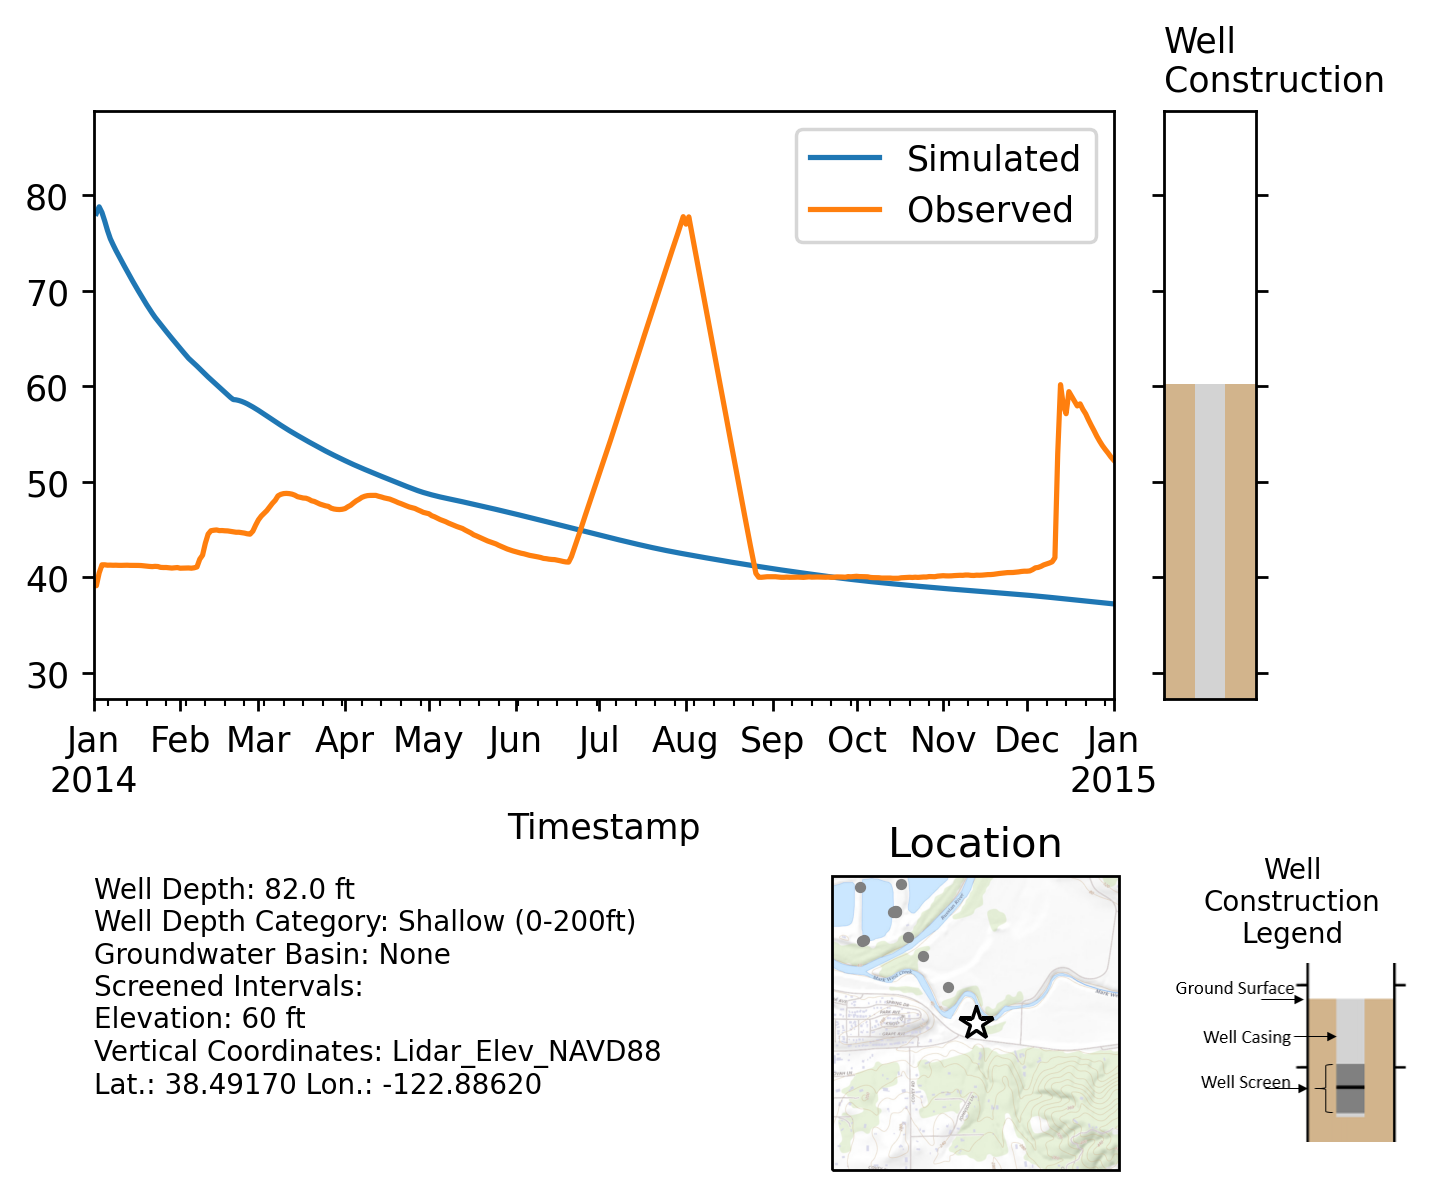 Well
Construction
Simulated
Observed
80
70
60
50
40
30
Jan Feb Mar Apr May Jun Jul Aug Sep Oct Nov Dec Jan
2014 2015
Timestamp
Location
Well Depth: 82.0 ft
Well Depth Category: Shallow (0-200ft)
Groundwater Basin: None
Screened Intervals:
Elevation: 60 ft
Vertical Coordinates: Lidar_Elev_NAVD88
Lat.: 38.49170 Lon.: -122.88620
Well
Construction
Legend
Ground Surface
Well Casing
Well Screen